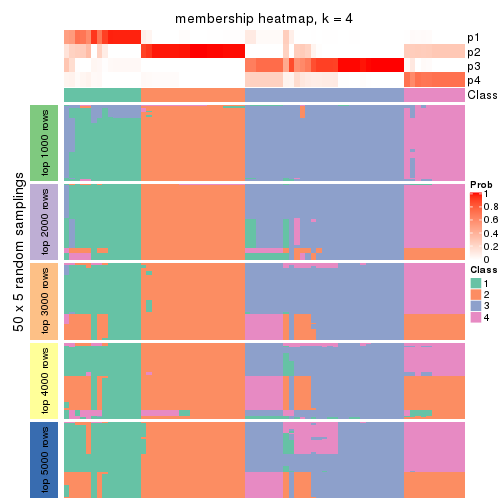 membership heatmap, k = 4
p1
p2
p3
p4
Class
50 x 5 random samplings
top 1000 rows
top 2000 rows
top 3000 rows
top 4000 rows
top 5000 rows
Prob
1
0.8
0.6
0.4
0.2
0
Class
1
2
3
4